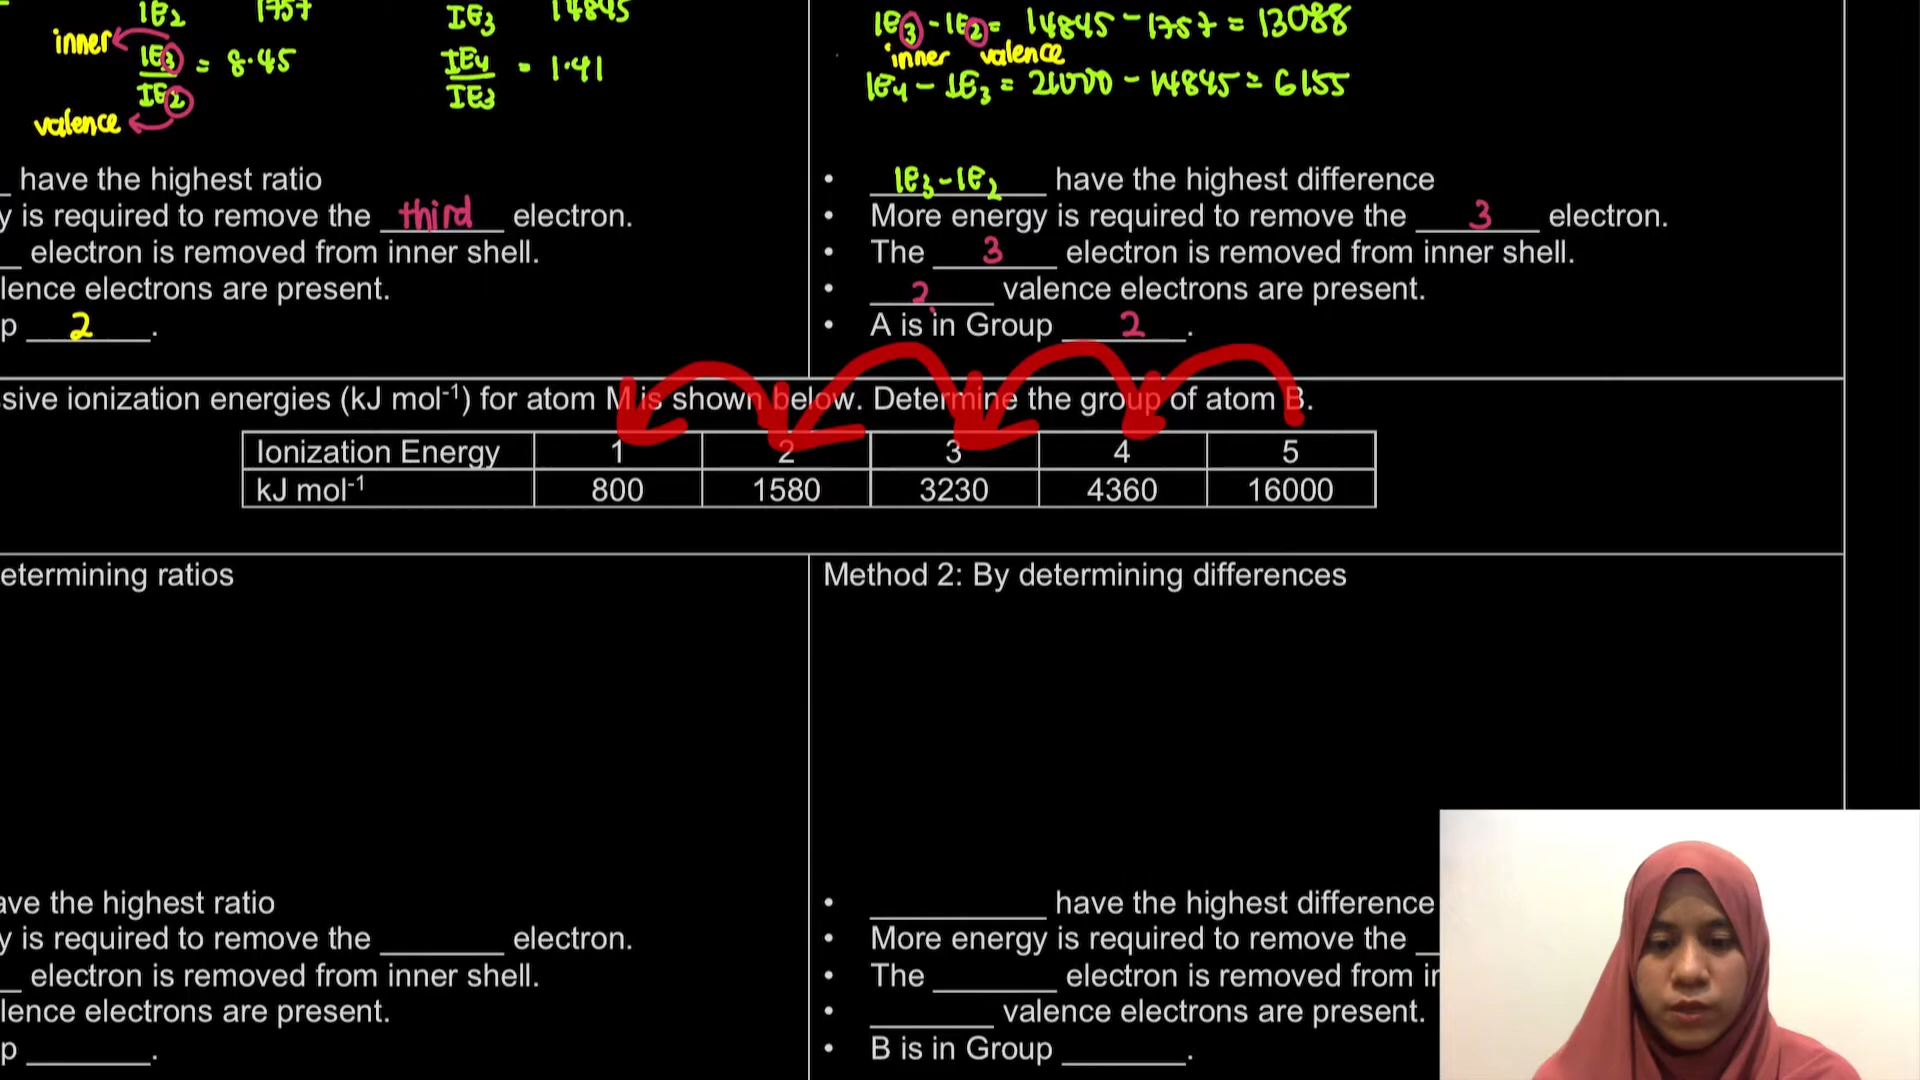 IE2 1757 IE3 14845
inner
IE3 = 8.45 IE4 = 1.41
IE2 IE3
valence
IE3 - IE2 = 14845 - 1757 = 13088
inner valence
IE4 - IE3 = 21000 - 14845 = 6155
have the highest ratio
y is required to remove the third electron.
electron is removed from inner shell.
lence electrons are present.
p 2.
• IE3-IE2 have the highest difference
• More energy is required to remove the 3 electron.
• The 3 electron is removed from inner shell.
• 2 valence electrons are present.
• A is in Group 2.
sive ionization energies (kJ mol-1) for atom M is shown below. Determine the group of atom B.
Ionization Energy 1 2 3 4 5
kJ mol-1 800 1580 3230 4360 16000
etermining ratios
Method 2: By determining differences
ave the highest ratio
y is required to remove the ______ electron.
electron is removed from inner shell.
lence electrons are present.
p ______.
• ______ have the highest difference
• More energy is required to remove the
• The ______ electron is removed from ir
• ______ valence electrons are present.
• B is in Group ______.